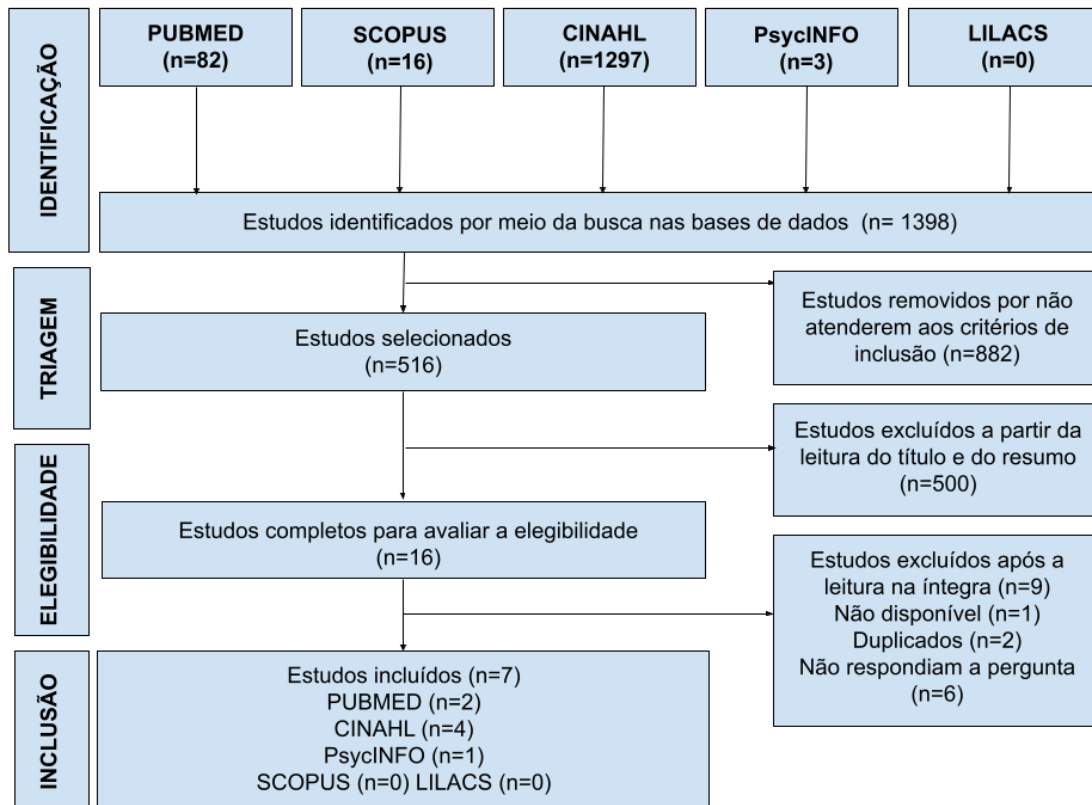 IDENTIFICAÇÃO
PUBMED
(n=82)
SCOPUS
(n=16)
CINAHL
(n=1297)
PsycINFO
(n=3)
LILACS
(n=0)
Estudos identificados por meio da busca nas bases de dados (n= 1398)
TRIAGEM
Estudos selecionados
(n=516)
Estudos removidos por não
atenderem aos critérios de
inclusão (n=882)
ELEGIBILIDADE
Estudos excluídos a partir da
leitura do título e do resumo
(n=500)
Estudos completos para avaliar a elegibilidade
(n=16)
Estudos excluídos após a
leitura na íntegra (n=9)
Não disponível (n=1)
Duplicados (n=2)
Não respondiam a pergunta
(n=6)
INCLUSÃO
Estudos incluídos (n=7)
PUBMED (n=2)
CINAHL (n=4)
PsycINFO (n=1)
SCOPUS (n=0) LILACS (n=0)